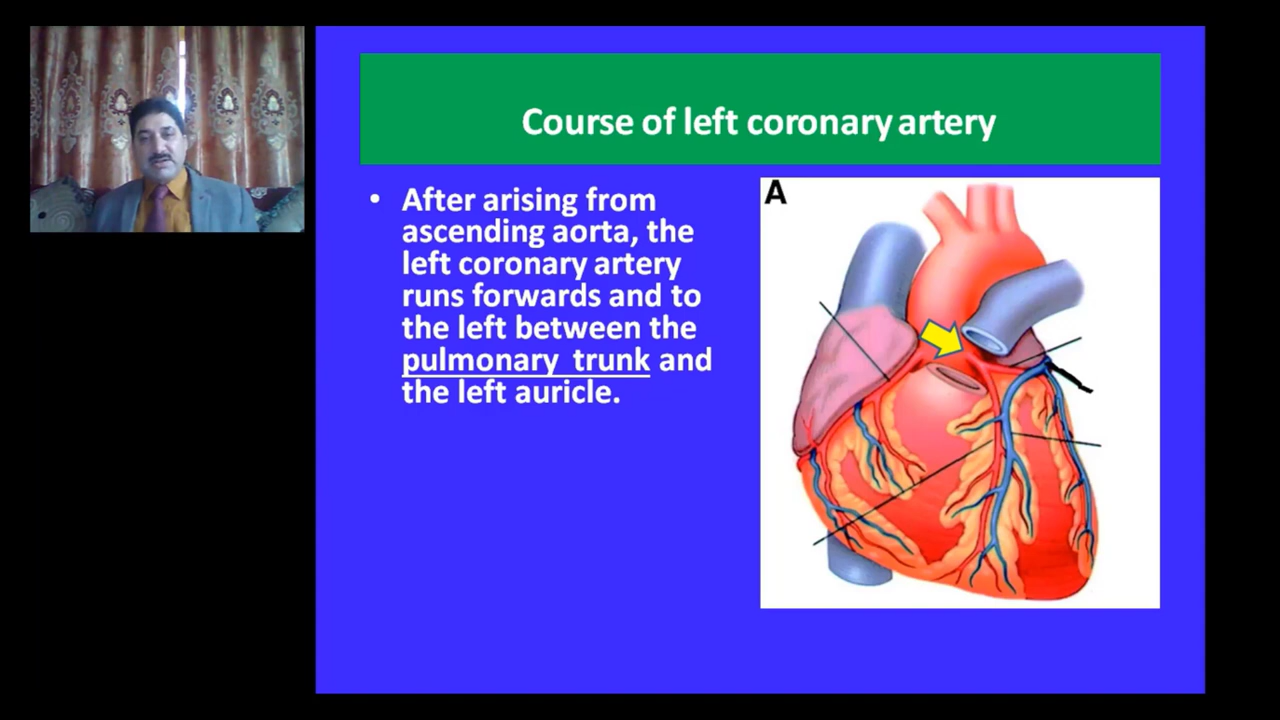 Course of left coronary artery
• After arising from
ascending aorta, the
left coronary artery
runs forwards and to
the left between the
pulmonary trunk and
the left auricle.
A